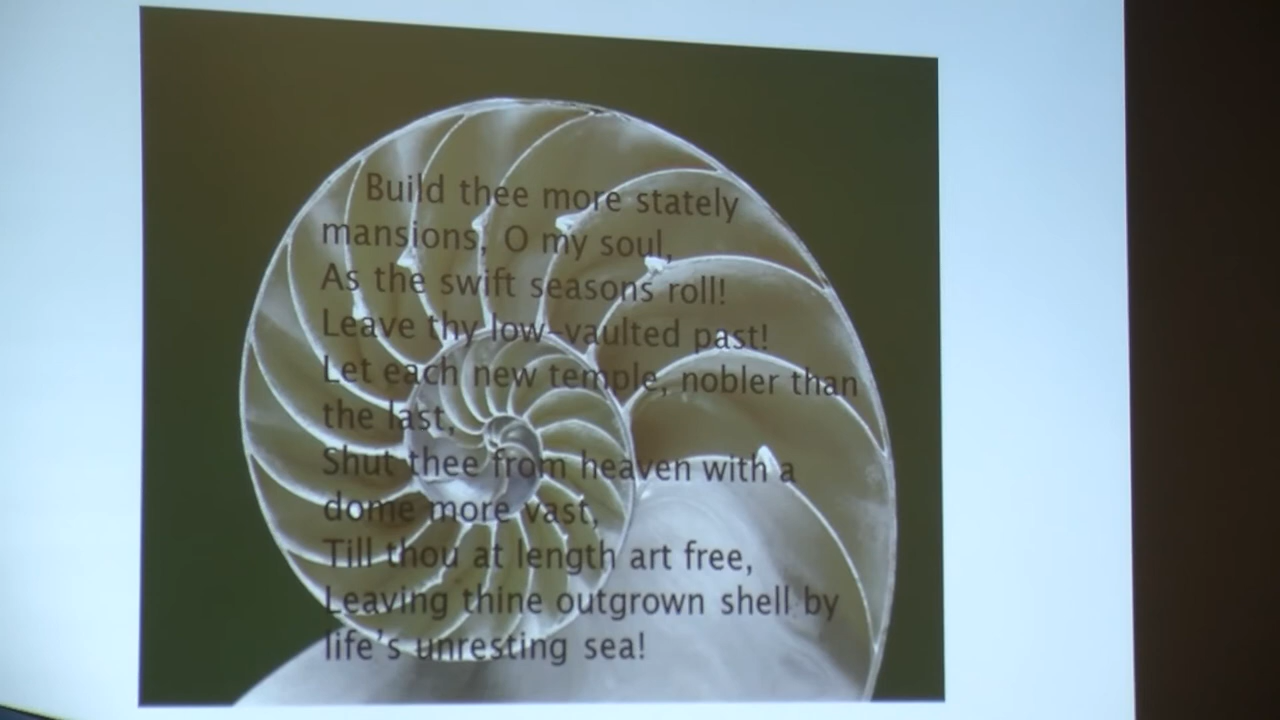 Build thee more stately
mansions, O my soul,
As the swift seasons roll!
Leave thy low-vaulted past!
Let each new temple, nobler than
the last,
Shut thee from heaven with a
dome more vast,
Till thou at length art free,
Leaving thine outgrown shell by
life's unresting sea!